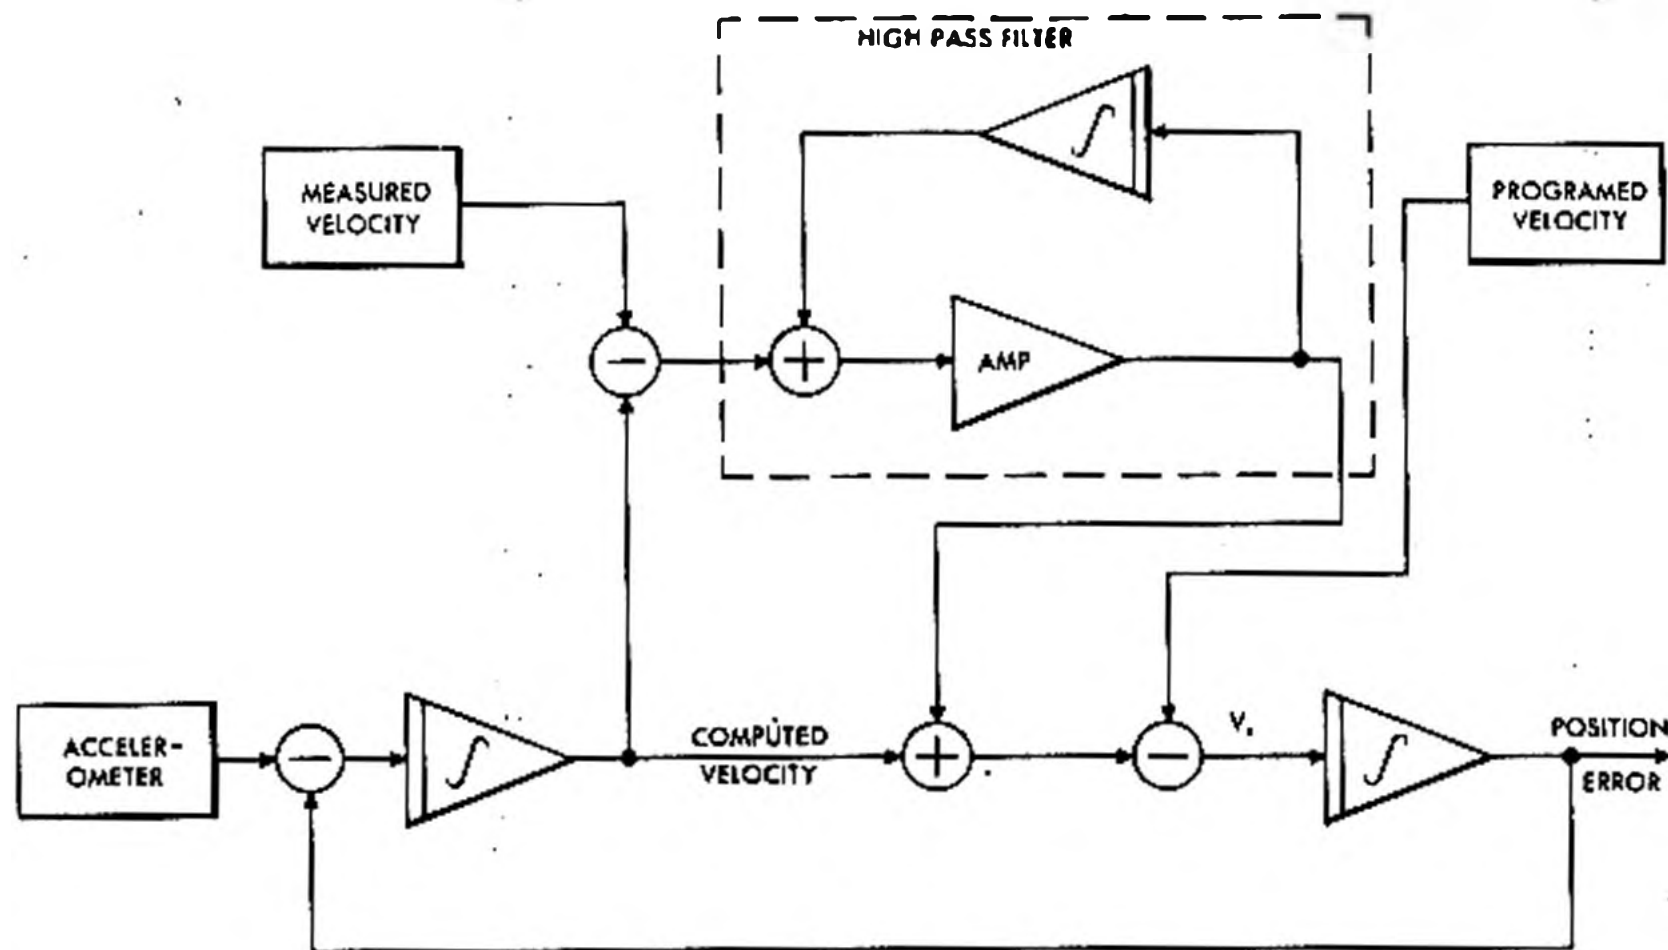 HIGH PASS FILTER
∫
MEASURED
VELOCITY
PROGRAMED
VELOCITY
−
+
AMP
ACCELER-
OMETER
−
∫
COMPUTED
VELOCITY
+
−
∫
POSITION
ERROR